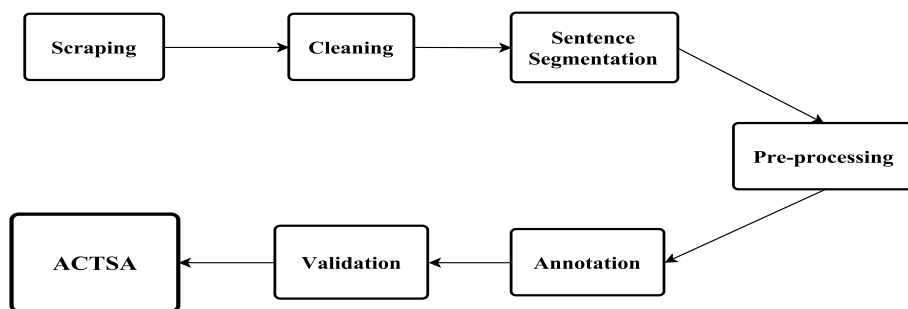 Scraping
Cleaning
Sentence
Segmentation
Pre-processing
Annotation
Validation
ACTSA